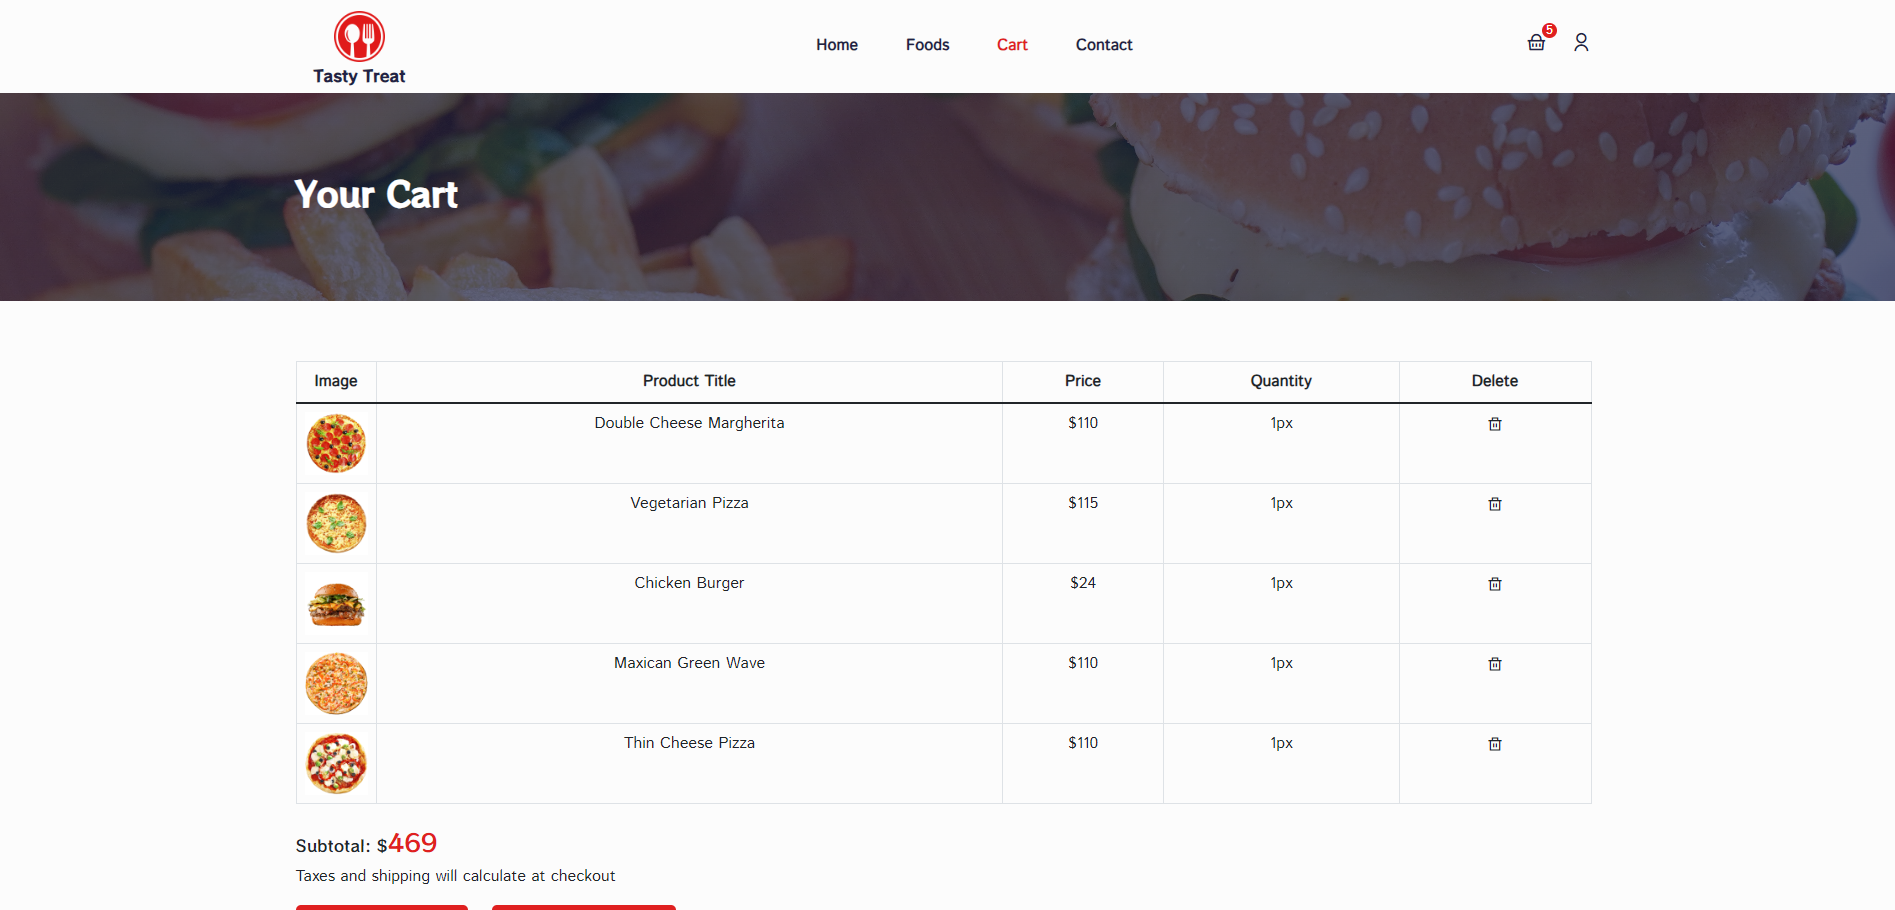 Tasty Treat
Home Foods Cart Contact
5
Your Cart
Image Product Title Price Quantity Delete
Double Cheese Margherita $110 1px
Vegetarian Pizza $115 1px
Chicken Burger $24 1px
Maxican Green Wave $110 1px
Thin Cheese Pizza $110 1px
Subtotal: $469
Taxes and shipping will calculate at checkout